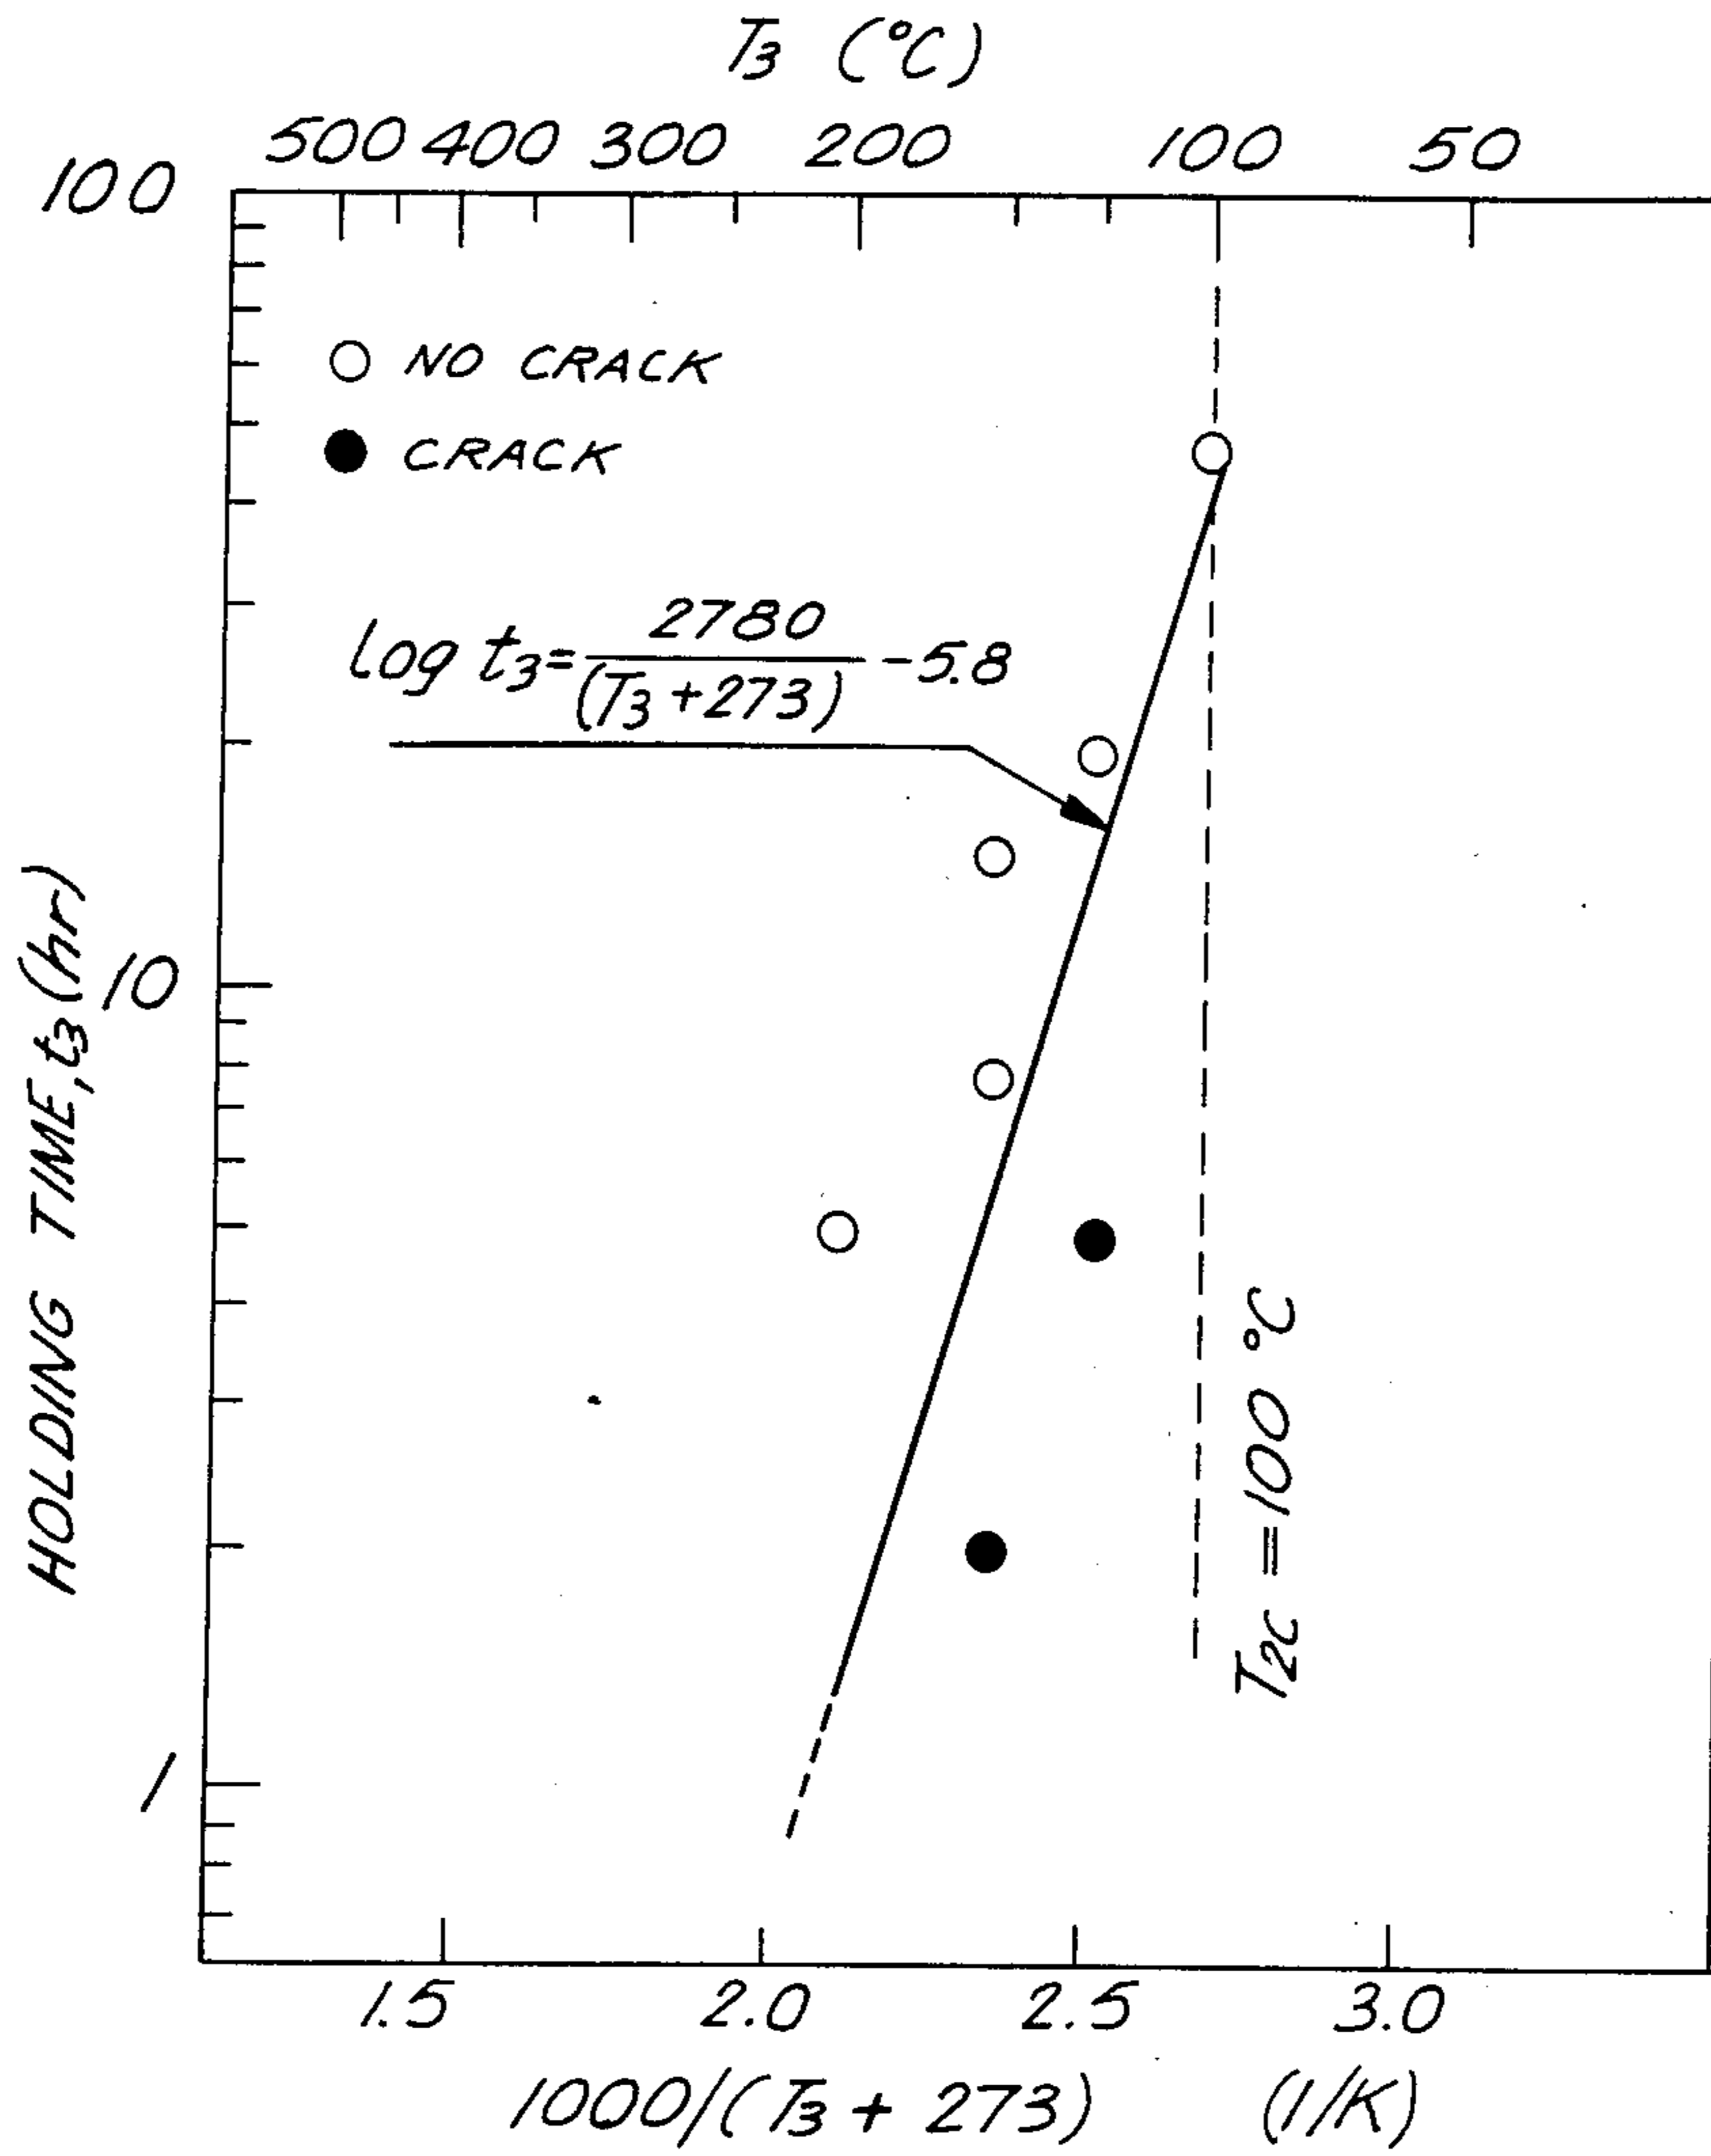 T3 (°C)
500 400 300 200 100 50
100
○ NO CRACK
● CRACK
log t3 = 2780/(T3+273) -5.8
HOLDING TIME, t3 (hr)
10
1
T2C = 100 °C
1.5 2.0 2.5 3.0
1000/(T3 + 273) (1/K)